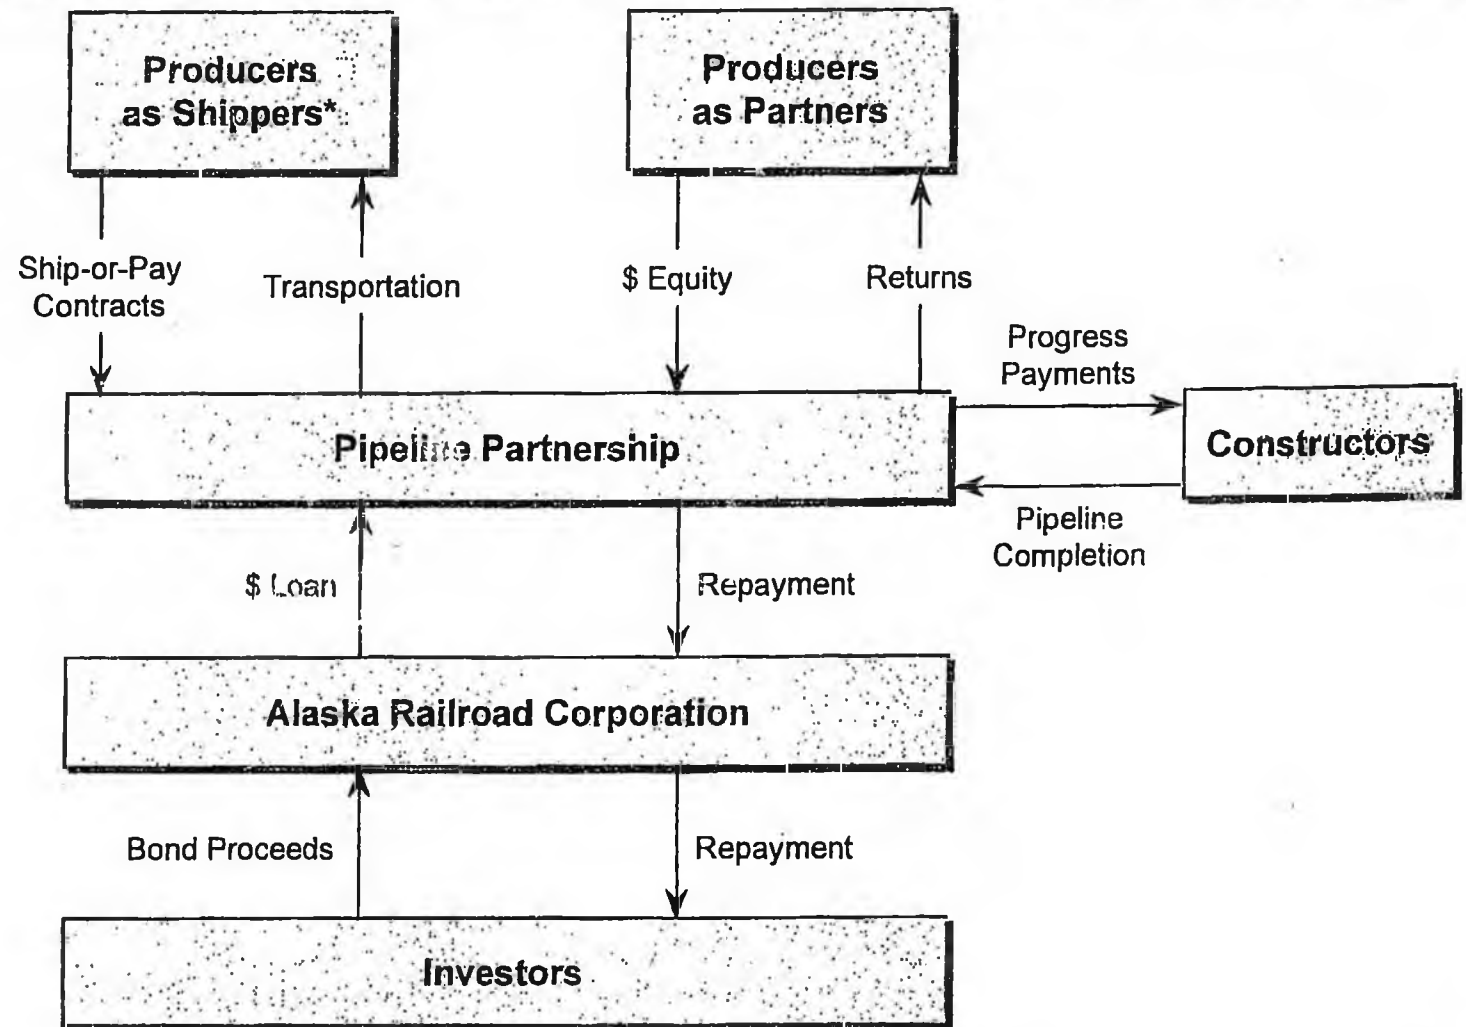 Producers
as Shippers*
Producers
as Partners
Ship-or-Pay
Contracts
Transportation
$ Equity
Returns
Progress
Payments
Pipeline Partnership
Constructors
Pipeline
Completion
$ Loan
Repayment
Alaska Railroad Corporation
Bond Proceeds
Repayment
Investors